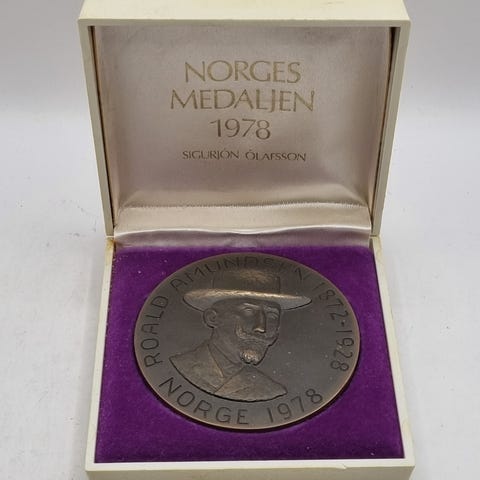 NORGES
MEDALJEN
1978
SIGURJÓN ÓLAFSSON
ROALD AMUNDSEN 1872-1928
NORGE 1978